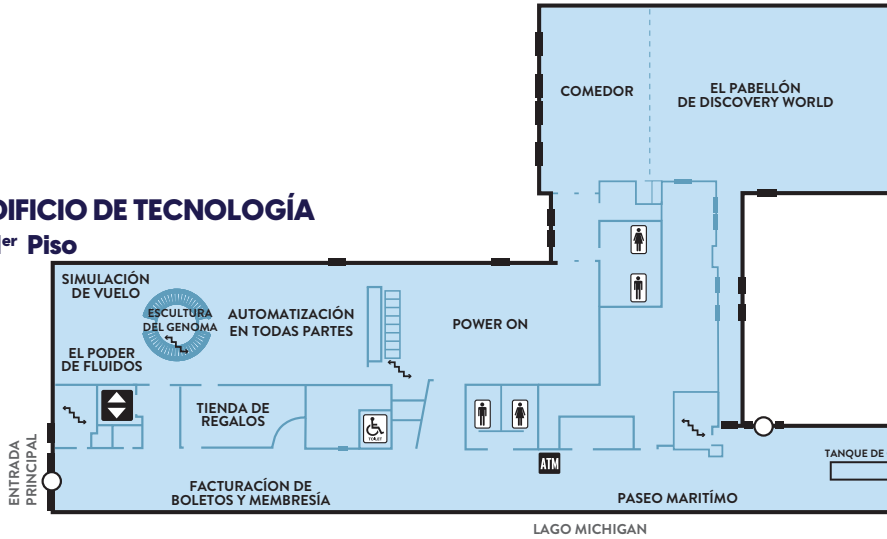 DIFICIO DE TECNOLOGÍA
1er Piso
COMEDOR
EL PABELLÓN
DE DISCOVERY WORLD
SIMULACIÓN
DE VUELO
ESCULTURA
DEL GENOMA
AUTOMATIZACIÓN
EN TODAS PARTES
POWER ON
EL PODER
DE FLUIDOS
TIENDA DE
REGALOS
TOILET
ENTRADA
PRINCIPAL
FACTURACÍON DE
BOLETOS Y MEMBRESÍA
ATM
PASEO MARITÍMO
TANQUE DE
LAGO MICHIGAN